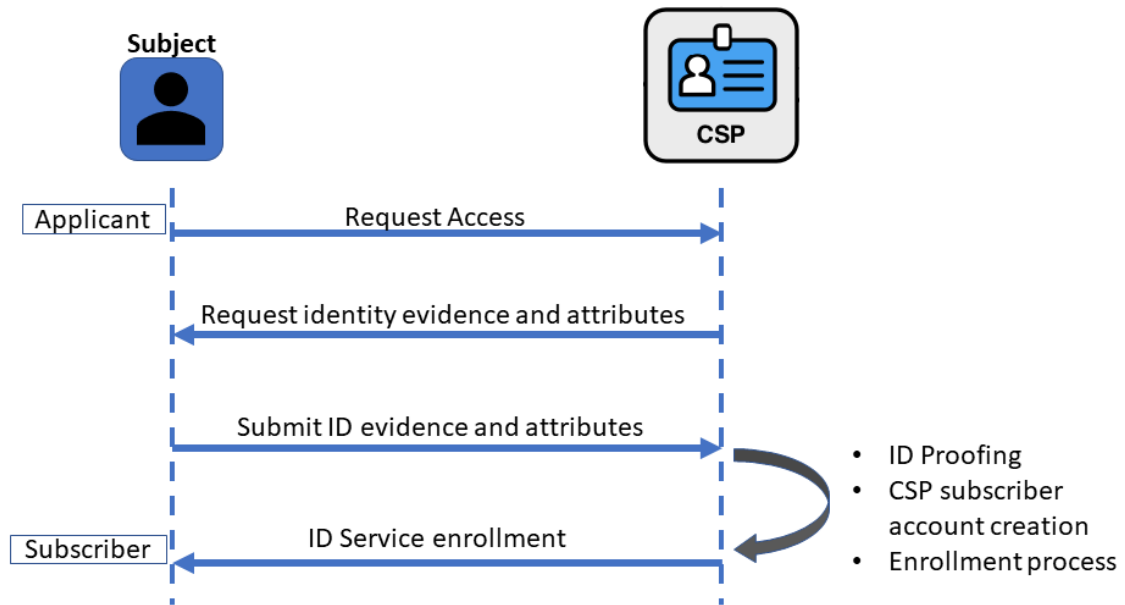 Subject
CSP
Applicant
Request Access
Request identity evidence and attributes
Submit ID evidence and attributes
• ID Proofing
• CSP subscriber
account creation
• Enrollment process
Subscriber
ID Service enrollment